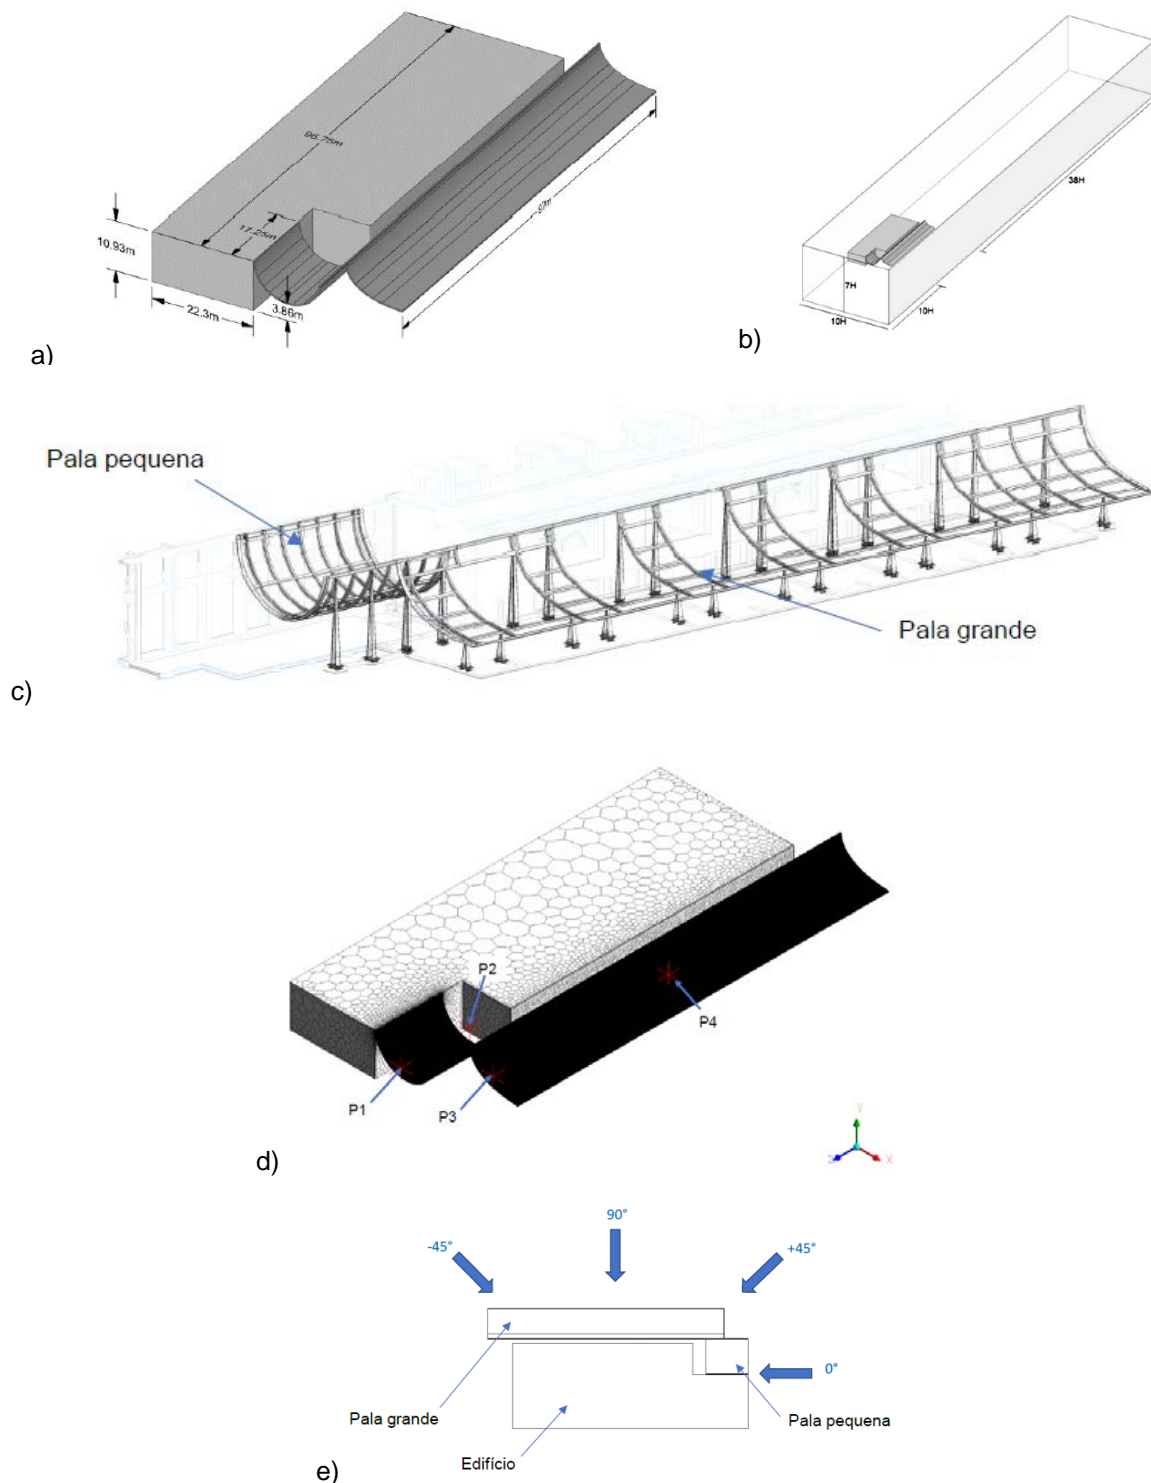 96.75m
17.25m
10.93m
22.3m
3.86m
97m
a)
38H
7H
10H
10H
b)
Pala pequena
Pala grande
c)
P2
P4
P1
P3
Y
Z
X
d)
90°
-45°
+45°
0°
Pala grande
Pala pequena
Edifício
e)